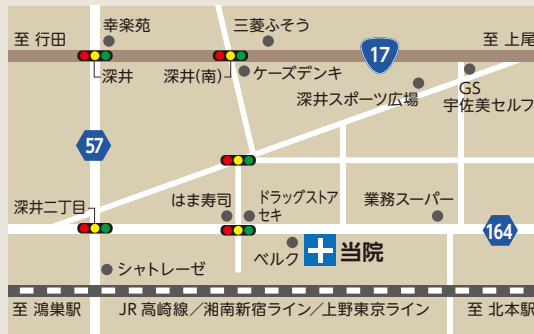 幸楽苑
三菱ふそう
至 行田
17
至 上尾
深井
深井(南)
ケーズデンキ
深井スポーツ広場
GS
宇佐美セルフ
57
深井二丁目
はま寿司
ドラッグストア
セキ
業務スーパー
164
ベルク
当院
シャトレーゼ
至 鴻巣駅
JR 高崎線／湘南新宿ライン／上野東京ライン
至 北本駅